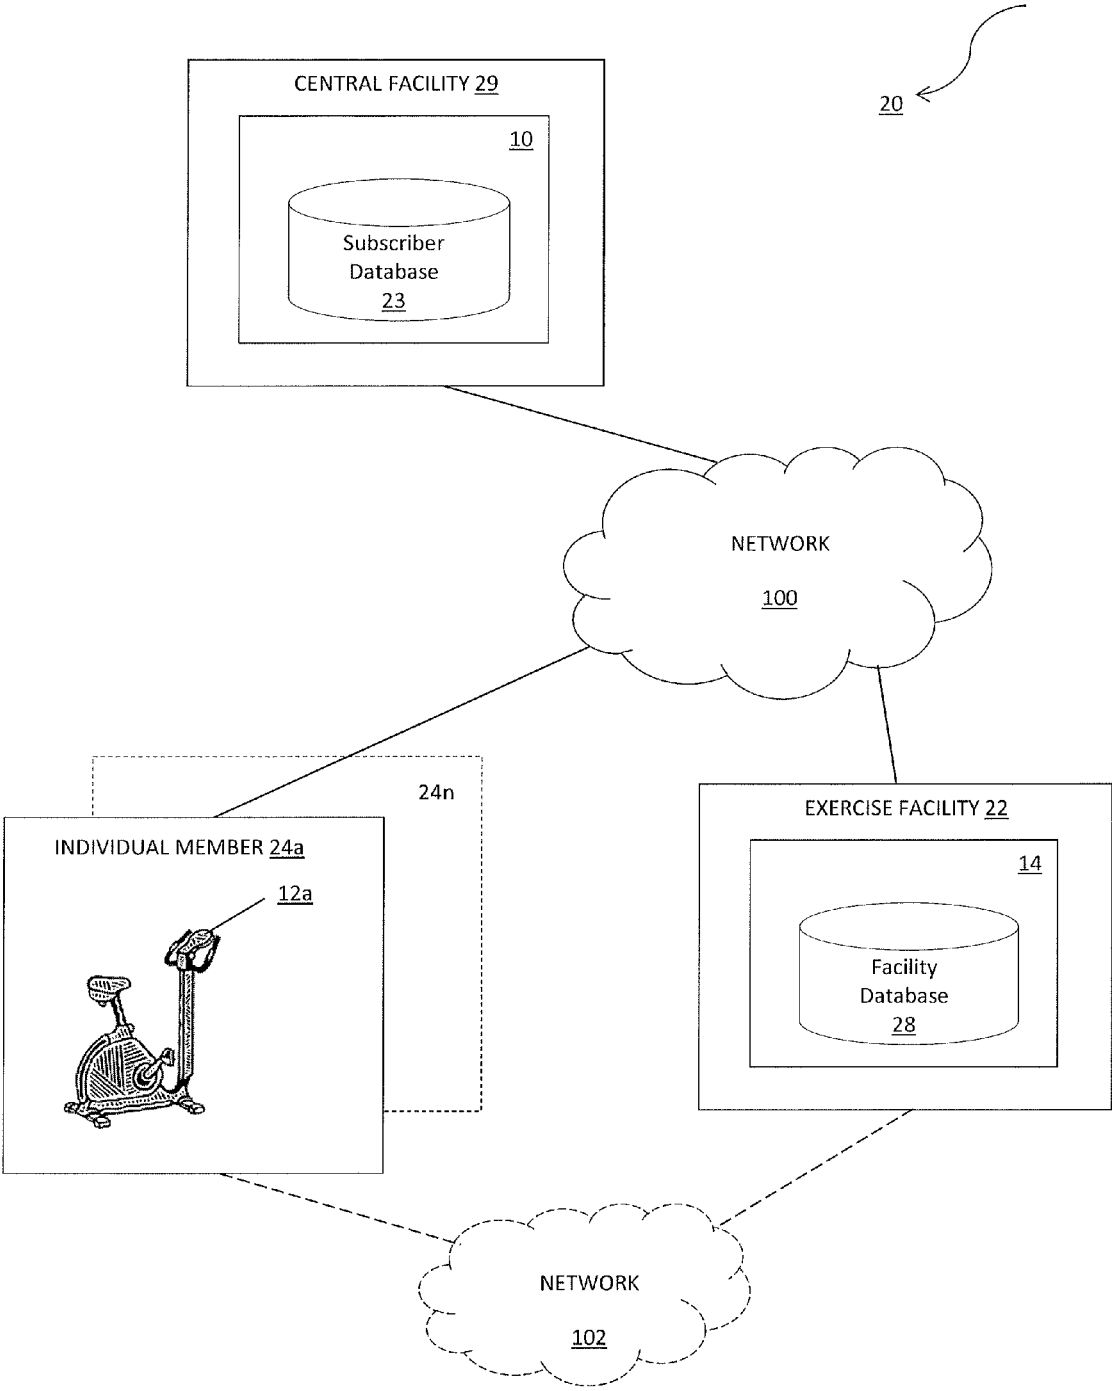 20
CENTRAL FACILITY 29
10
Subscriber
Database
23
NETWORK
100
24n
INDIVIDUAL MEMBER 24a
12a
EXERCISE FACILITY 22
14
Facility
Database
28
NETWORK
102